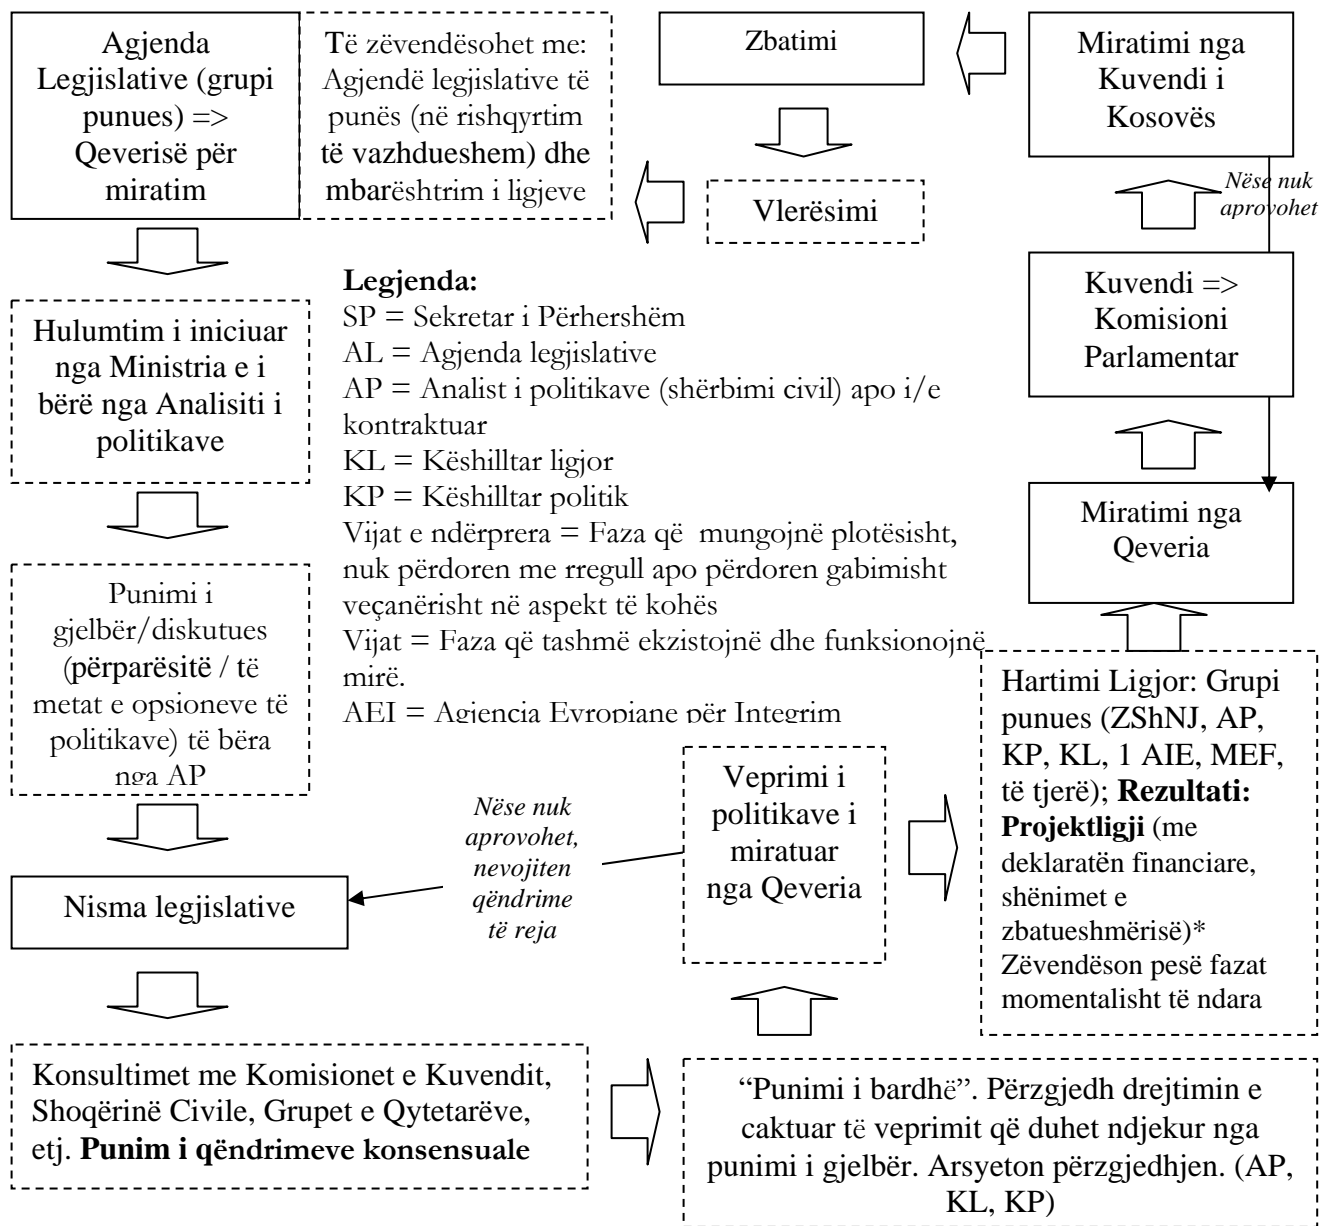 Agjenda
Legjislative (grupi
punues) =>
Qeverisë për
miratim
Të zëvendësohet me:
Agjendë legjislative të
punës (në rishqyrtim
të vazhdueshem) dhe
mbarështrim i ligjeve
Zbatimi
Miratimi nga
Kuvendi i
Kosovës
Vlerësimi
Nëse nuk
aprovohet
Hulumtim i iniciuar
nga Ministria e i
bërë nga Analisiti i
politikave
Legjenda:
SP = Sekretar i Përhershëm
AL = Agjenda legjislative
AP = Analist i politikave (shërbimi civil) apo i/e
kontraktuar
KL = Këshilltar ligjor
KP = Këshilltar politik
Vijat e ndërprera = Faza që  mungojnë plotësisht,
nuk përdoren me rregull apo përdoren gabimisht
veçanërisht në aspekt të kohës
Vijat = Faza që tashmë ekzistojnë dhe funksionojnë
mirë.
AEI = Agjencia Evropiane për Integrim
Kuvendi =>
Komisioni
Parlamentar
Miratimi nga
Qeveria
Punimi i
gjelbër/diskutues
(përparësitë / të
metat e opsioneve të
politikave) të bëra
nga AP
Nisma legjislative
Nëse nuk
aprovohet,
nevojiten
qëndrime
të reja
Veprimi i
politikave i
miratuar
nga Qeveria
Hartimi Ligjor: Grupi
punues (ZShNJ, AP,
KP, KL, 1 AIE, MEF,
të tjerë); Rezultati:
Projektligji (me
deklaratën financiare,
shënimet e
zbatueshmërisë)*
Zëvendëson pesë fazat
momentalisht të ndara
Konsultimet me Komisionet e Kuvendit,
Shoqërinë Civile, Grupet e Qytetarëve,
etj. Punim i qëndrimeve konsensuale
“Punimi i bardhë”. Përzgjedh drejtimin e
caktuar të veprimit që duhet ndjekur nga
punimi i gjelbër. Arsyeton përzgjedhjen. (AP,
KL, KP)